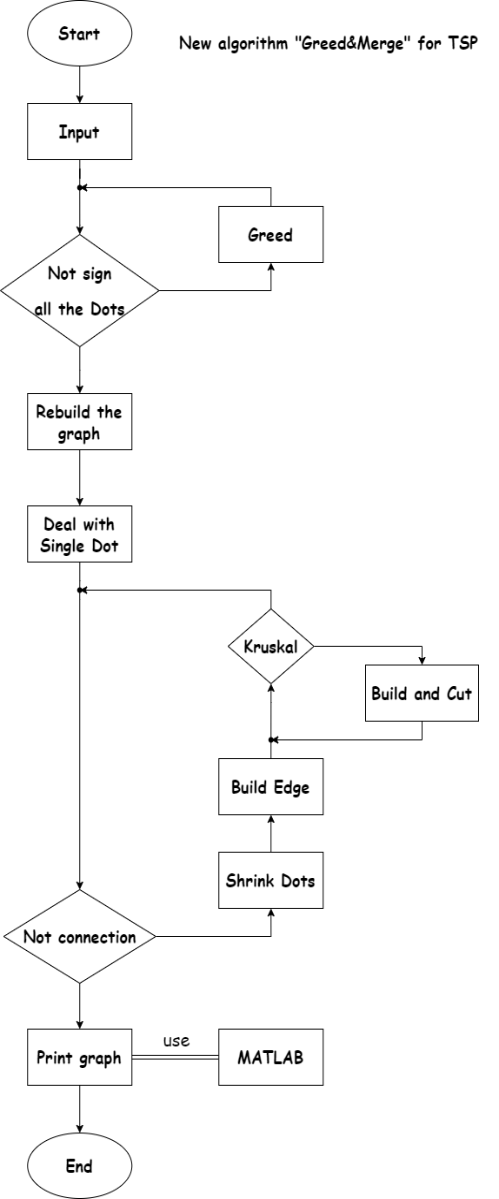 Start
New algorithm "Greed&Merge" for TSP
Input
Greed
Not sign
all the Dots
Rebuild the
graph
Deal with
Single Dot
Kruskal
Build and Cut
Build Edge
Shrink Dots
Not connection
Print graph
use
MATLAB
End